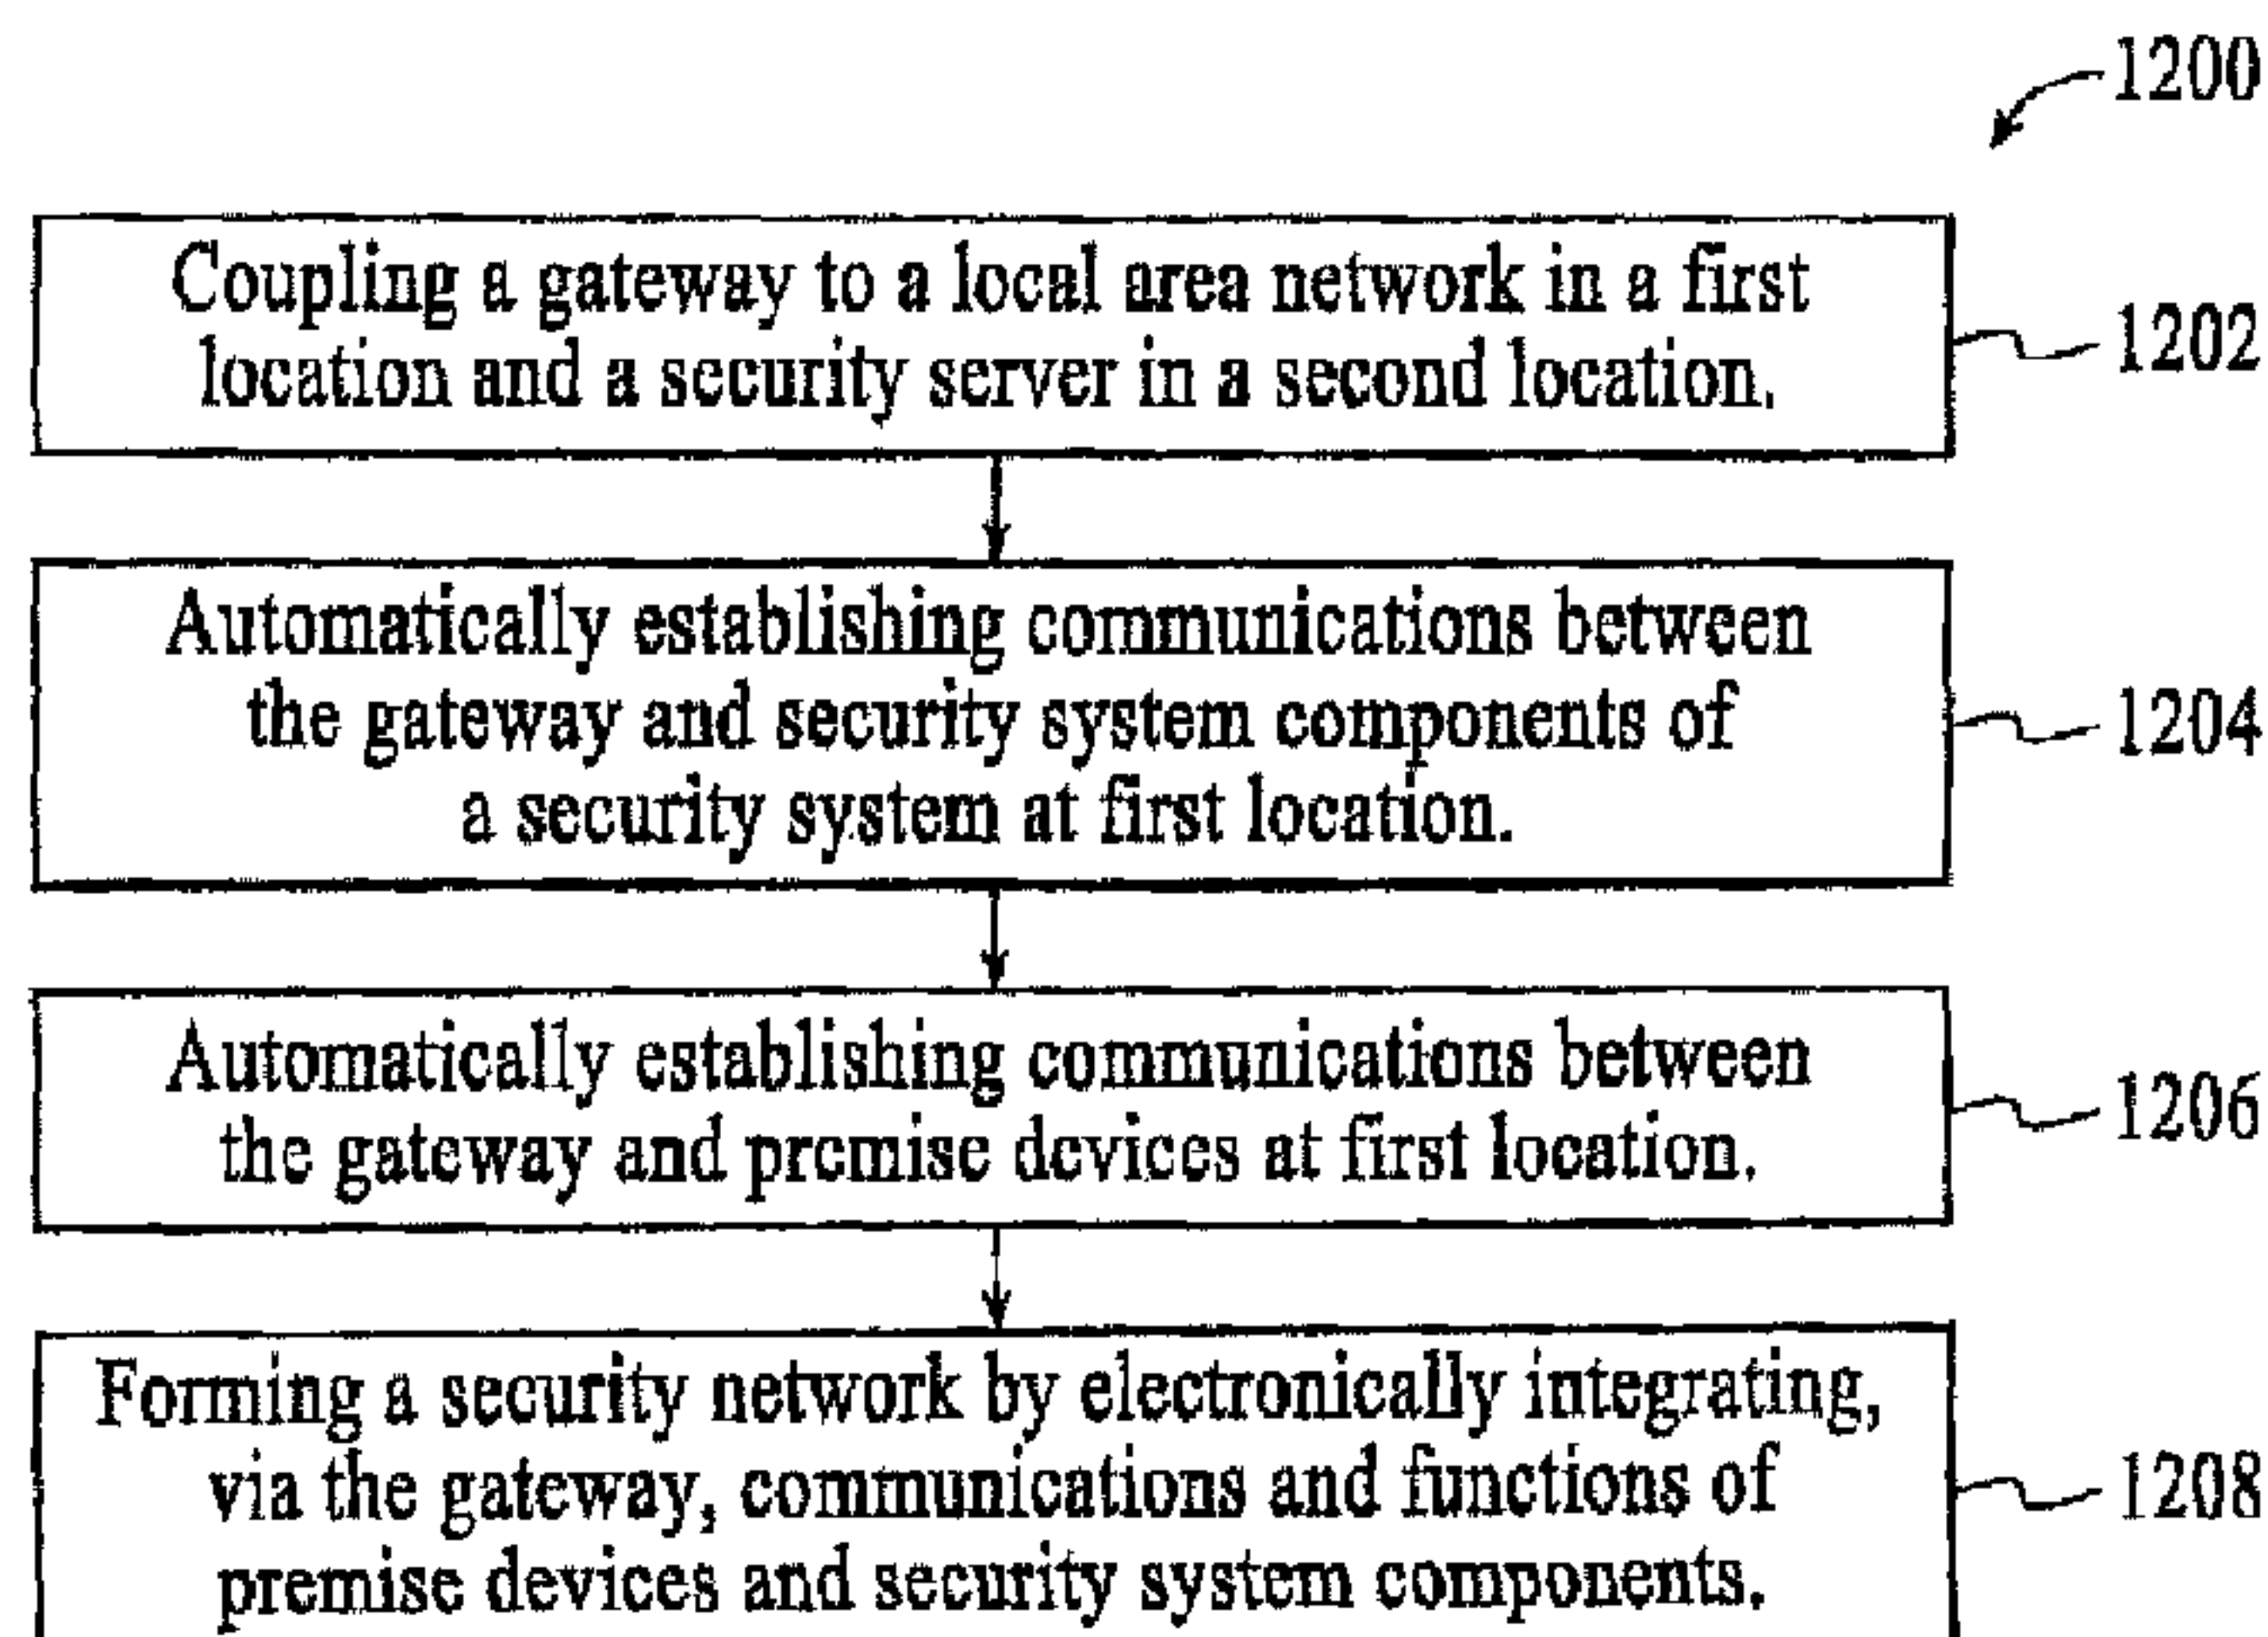 1200
Coupling a gateway to a local area network in a first
location and a security server in a second location.
1202
Automatically establishing communications between
the gateway and security system components of
a security system at first location.
1204
Automatically establishing communications between
the gateway and premise devices at first location.
1206
Forming a security network by electronically integrating,
via the gateway, communications and functions of
premise devices and security system components.
1208